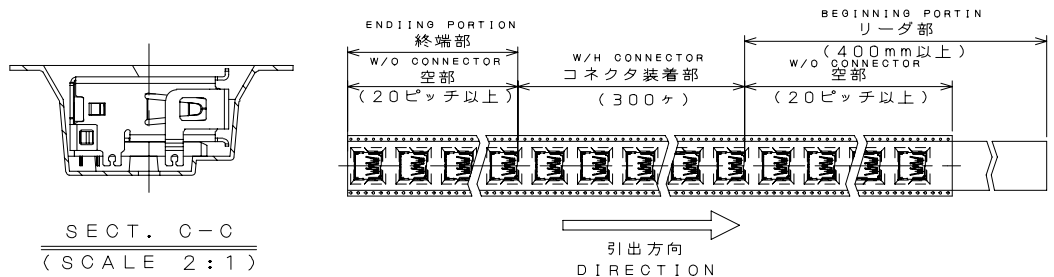 ENDIING PORTION
終端部
W/O CONNECTOR
空部
(20ピッチ以上)
W/H CONNECTOR
コネクタ装着部
(300ヶ)
BEGINNING PORTIN
リーダ部
(400mm以上)
W/O CONNECTOR
空部
(20ピッチ以上)
引出方向
DIRECTION
SECT. C-C
(SCALE 2:1)